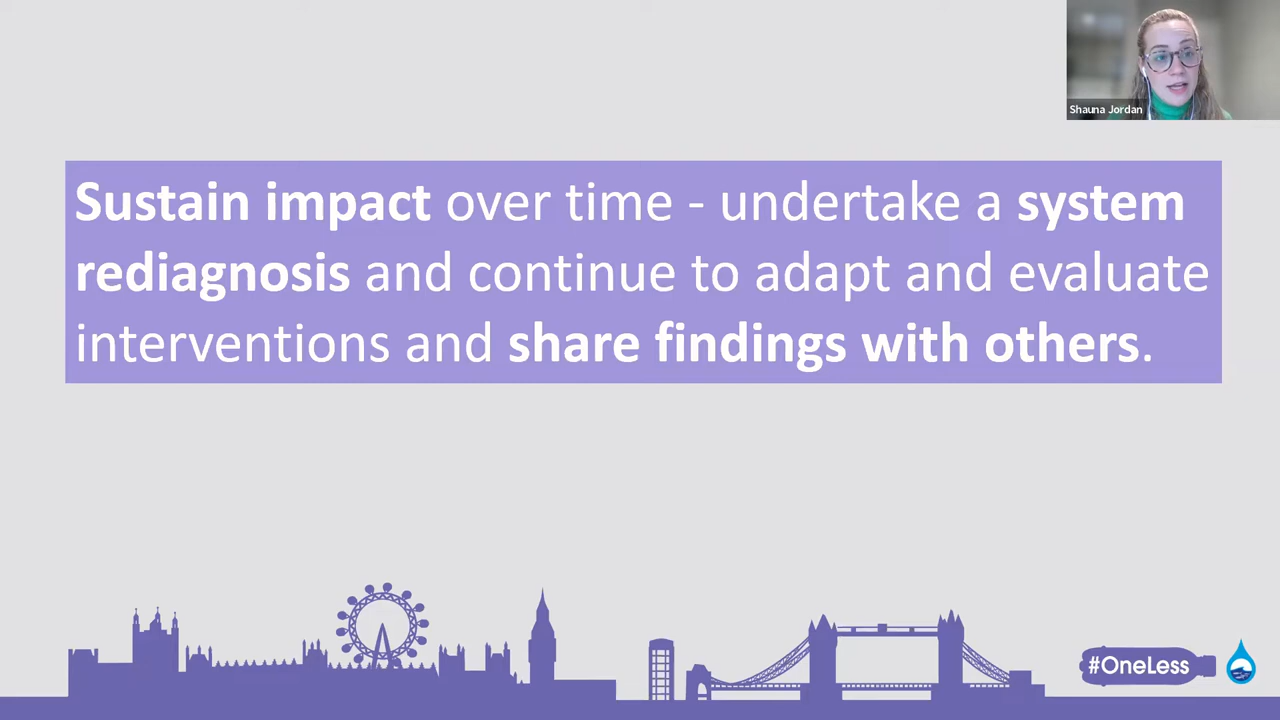 Shauna Jordan
Sustain impact over time - undertake a system
rediagnosis and continue to adapt and evaluate
interventions and share findings with others.
#OneLess